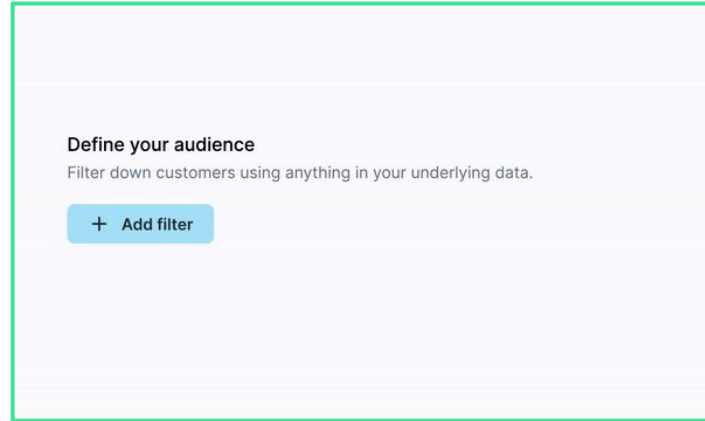 Define your audience
Filter down customers using anything in your underlying data.
+ Add filter